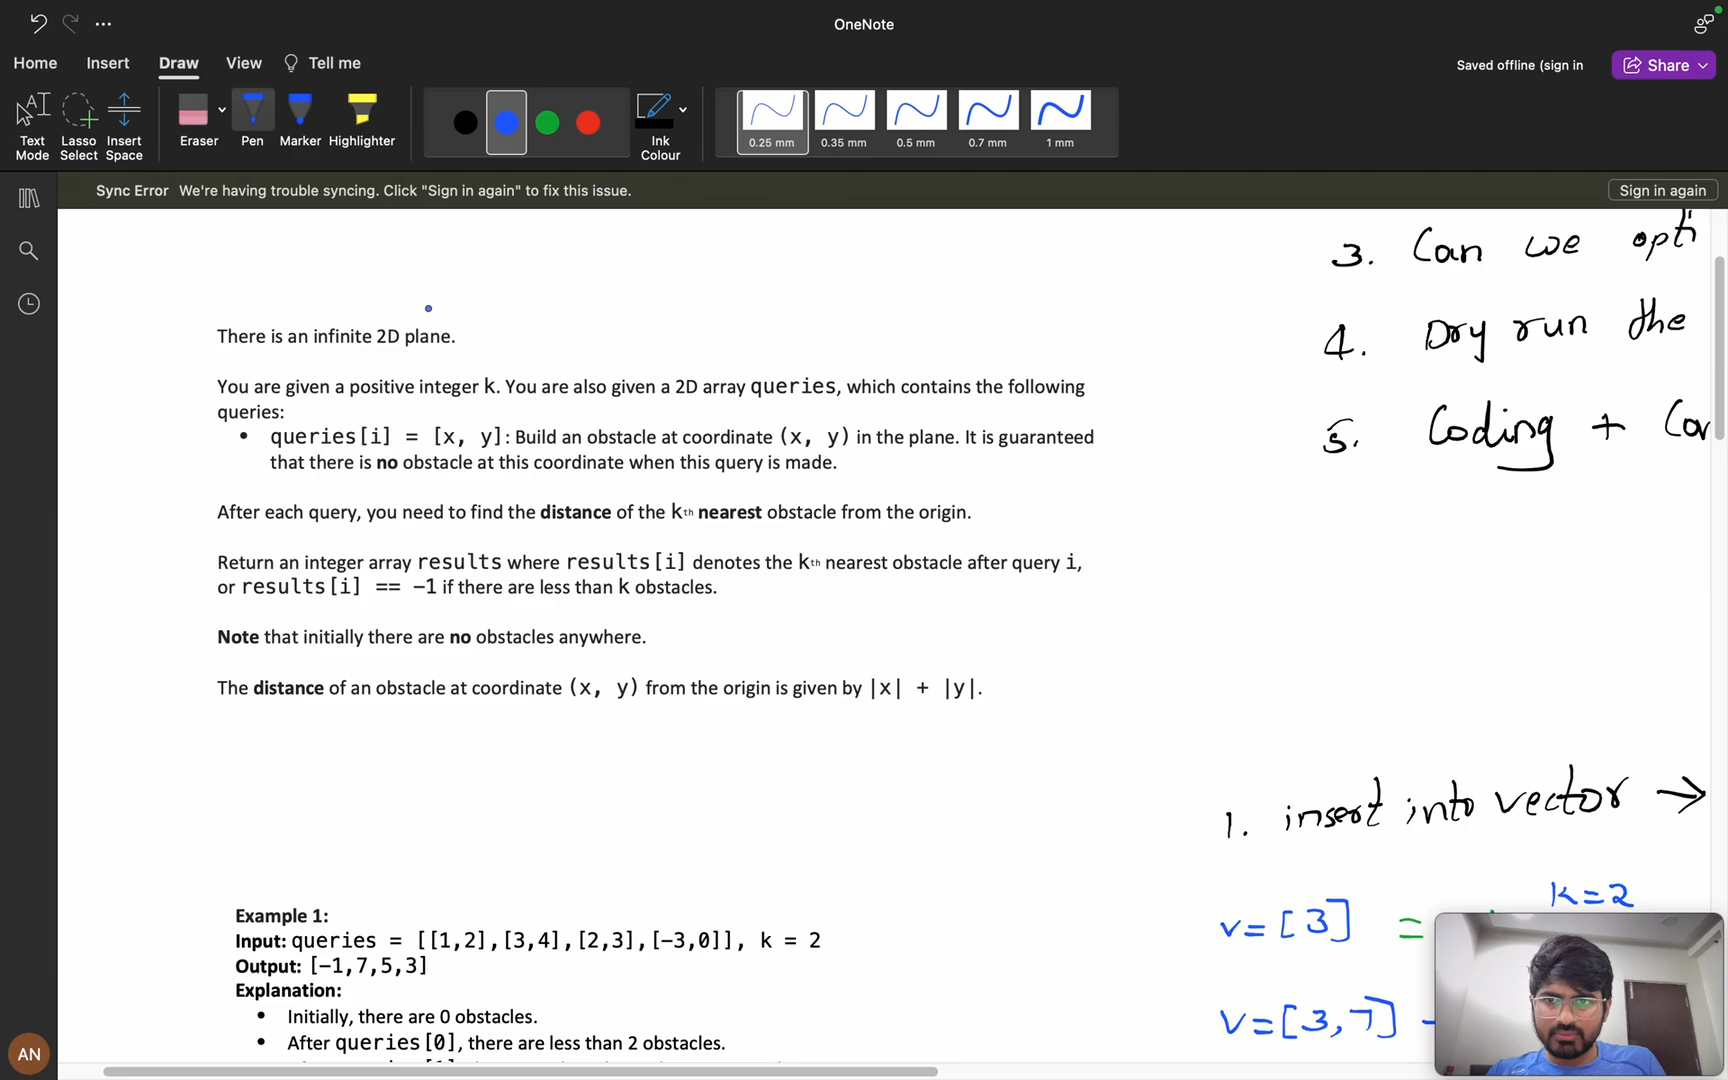 OneNote
Home Insert Draw View Tell me
Saved offline (sign in
Share
Text Mode
Lasso Select
Insert Space
Eraser
Pen
Marker
Highlighter
Ink Colour
0.25 mm
0.35 mm
0.5 mm
0.7 mm
1 mm
Sync Error We're having trouble syncing. Click "Sign in again" to fix this issue.
Sign in again
3. Can we opti
There is an infinite 2D plane.
4. Dry run the
You are given a positive integer k. You are also given a 2D array queries, which contains the following
queries:
• queries[i] = [x, y]: Build an obstacle at coordinate (x, y) in the plane. It is guaranteed
that there is no obstacle at this coordinate when this query is made.
5. Coding + Co
After each query, you need to find the distance of the kth nearest obstacle from the origin.
Return an integer array results where results[i] denotes the kth nearest obstacle after query i,
or results[i] == -1 if there are less than k obstacles.
Note that initially there are no obstacles anywhere.
The distance of an obstacle at coordinate (x, y) from the origin is given by |x| + |y|.
1. insert into vector →
k=2
v=[3] =
v=[3,7] -
Example 1:
Input: queries = [[1,2],[3,4],[2,3],[-3,0]], k = 2
Output: [-1,7,5,3]
Explanation:
• Initially, there are 0 obstacles.
• After queries[0], there are less than 2 obstacles.
AN